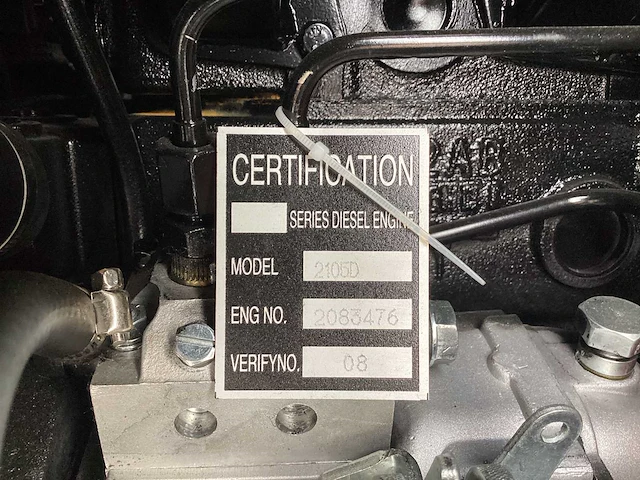 CERTIFICATION
SERIES DIESEL ENGINE
MODEL 2105D
ENG NO. 2083476
VERIFYNO. 08